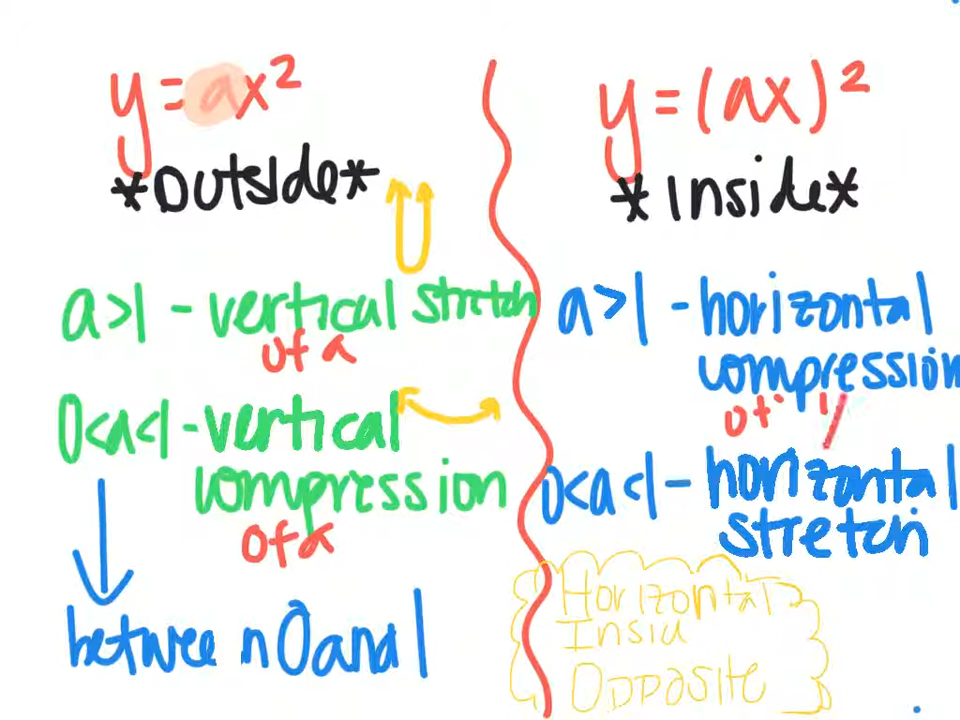 y = ax²
*Outside*
a>1 - vertical stretch
of a
0<a<1 - vertical
compression
of a
between 0 and 1
y = (ax)²
*Inside*
a>1 - horizontal
compression
of 1/
0<a<1 - horizontal
stretch
Horizontal
Insid
Opposite